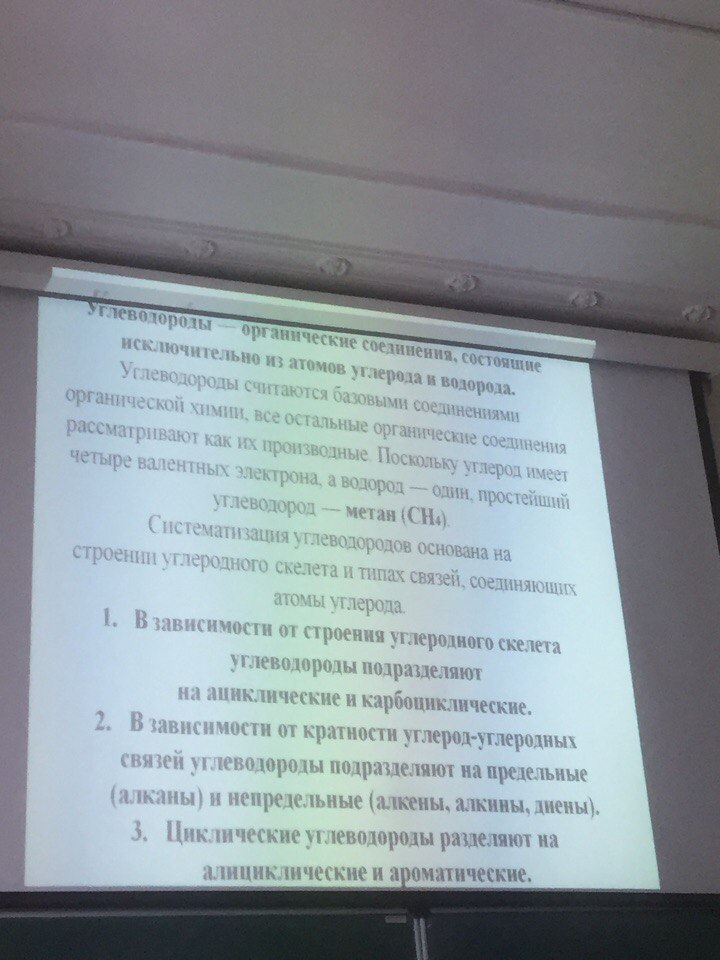 Углеводороды — органические соединения, состоящие
исключительно из атомов углерода и водорода.
Углеводороды считаются базовыми соединениями
органической химии, все остальные органические соединения
рассматривают как их производные. Поскольку углерод имеет
четыре валентных электрона, а водород — один, простейший
углеводород — метан (CH₄).
Систематизация углеводородов основана на
строении углеродного скелета и типах связей, соединяющих
атомы углерода.
1. В зависимости от строения углеродного скелета
углеводороды подразделяют
на ациклические и карбоциклические.
2. В зависимости от кратности углерод-углеродных
связей углеводороды подразделяют на предельные
(алканы) и непредельные (алкены, алкины, диены).
3. Циклические углеводороды разделяют на
алициклические и ароматические.